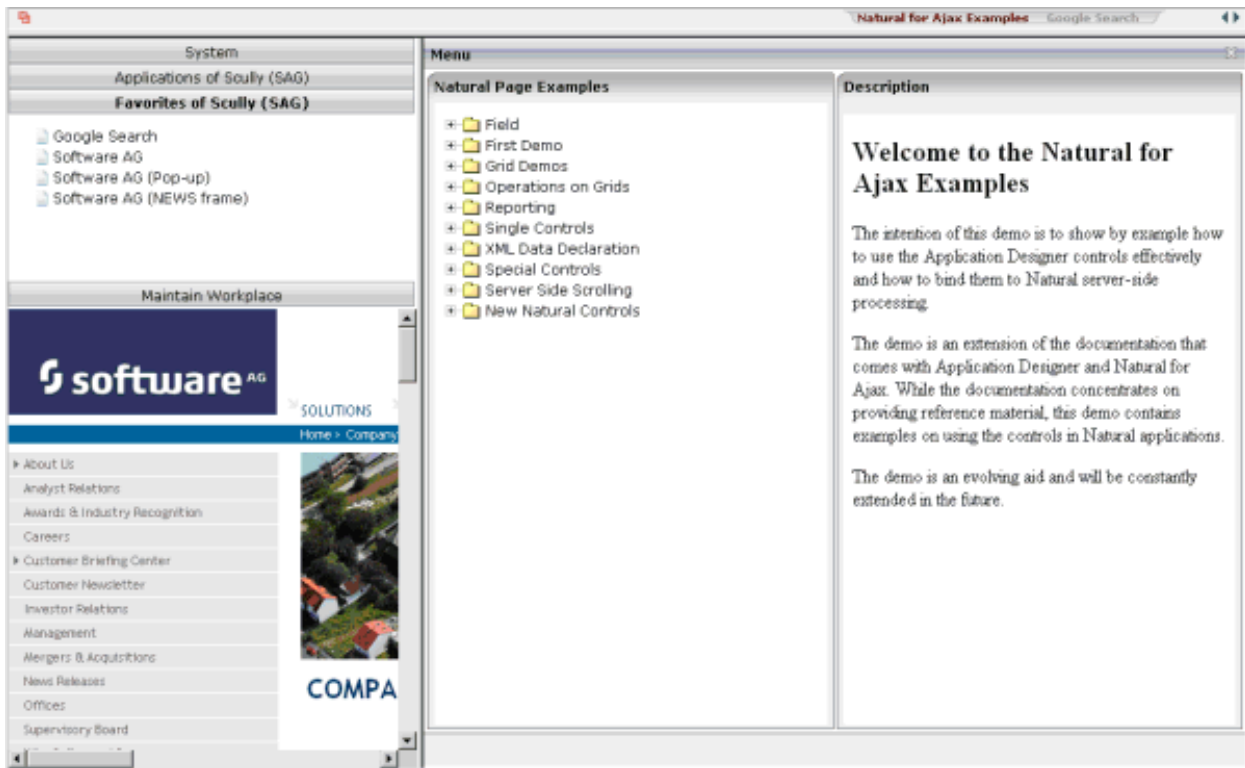 Natural for Ajax Examples Google Search
System
Applications of Scully (SAG)
Favorites of Scully (SAG)
Google Search
Software AG
Software AG (Pop-up)
Software AG (NEWS frame)
Maintain Workplace
software AG
SOLUTIONS
Home > Company
About Us
Analyst Relations
Awards & Industry Recognition
Careers
Customer Briefing Center
Customer Newsletter
Investor Relations
Management
Mergers & Acquisitions
News Releases
Offices
Supervisory Board
COMPA
Menu
Natural Page Examples
Field
First Demo
Grid Demos
Operations on Grids
Reporting
Single Controls
XML Data Declaration
Special Controls
Server Side Scrolling
New Natural Controls
Description
Welcome to the Natural for
Ajax Examples
The intention of this demo is to show by example how
to use the Application Designer controls effectively
and how to bind them to Natural server-side
processing.
The demo is an extension of the documentation that
comes with Application Designer and Natural for
Ajax. While the documentation concentrates on
providing reference material, this demo contains
examples on using the controls in Natural applications.
The demo is an evolving aid and will be constantly
extended in the future.